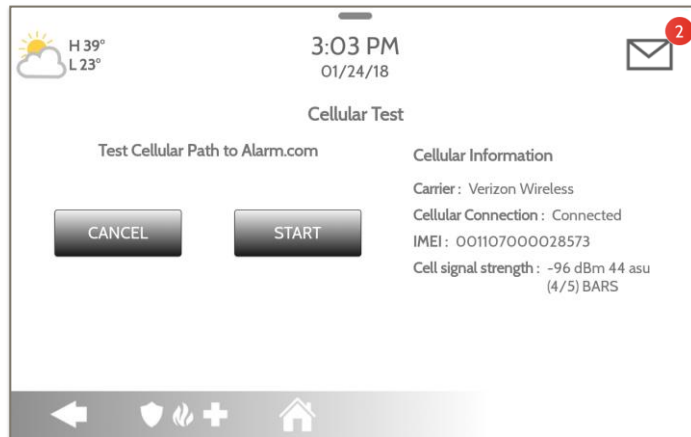 H 39°
L 23°
3:03 PM
01/24/18
2
Cellular Test
Test Cellular Path to Alarm.com
CANCEL
START
Cellular Information
Carrier : Verizon Wireless
Cellular Connection : Connected
IMEI : 001107000028573
Cell signal strength : -96 dBm 44 asu
(4/5) BARS